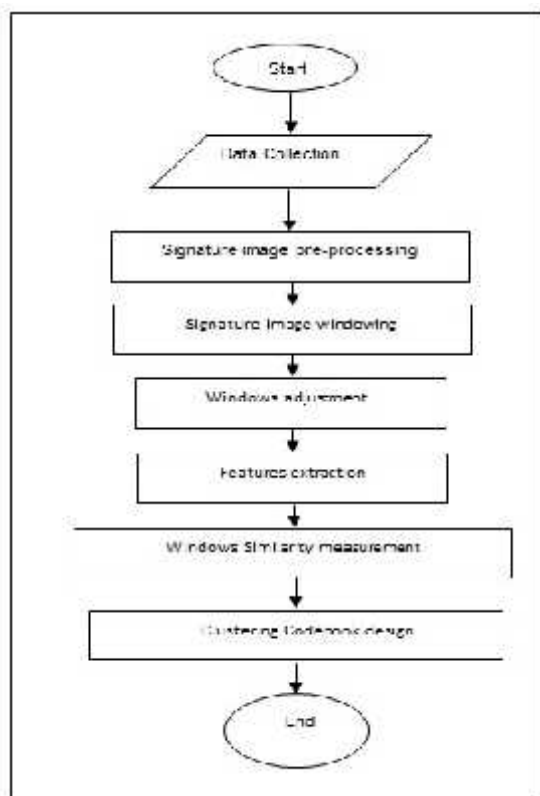 Start
Data Collection
Signature image pre-processing
Signature image windowing
Windows adjustment
Features extraction
Windows Similarity measurement
Clustering Codebook design
End